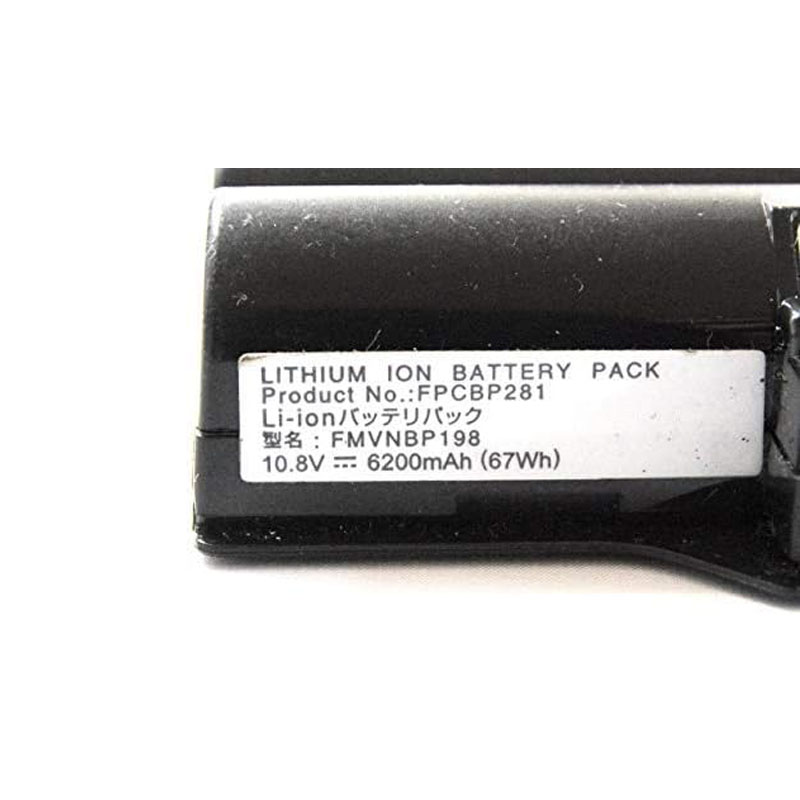 LITHIUM ION BATTERY PACK
Product No.:FPCBP281
Li-ionバッテリパック
型名 : FMVNBP198
10.8V ⎓ 6200mAh (67Wh)